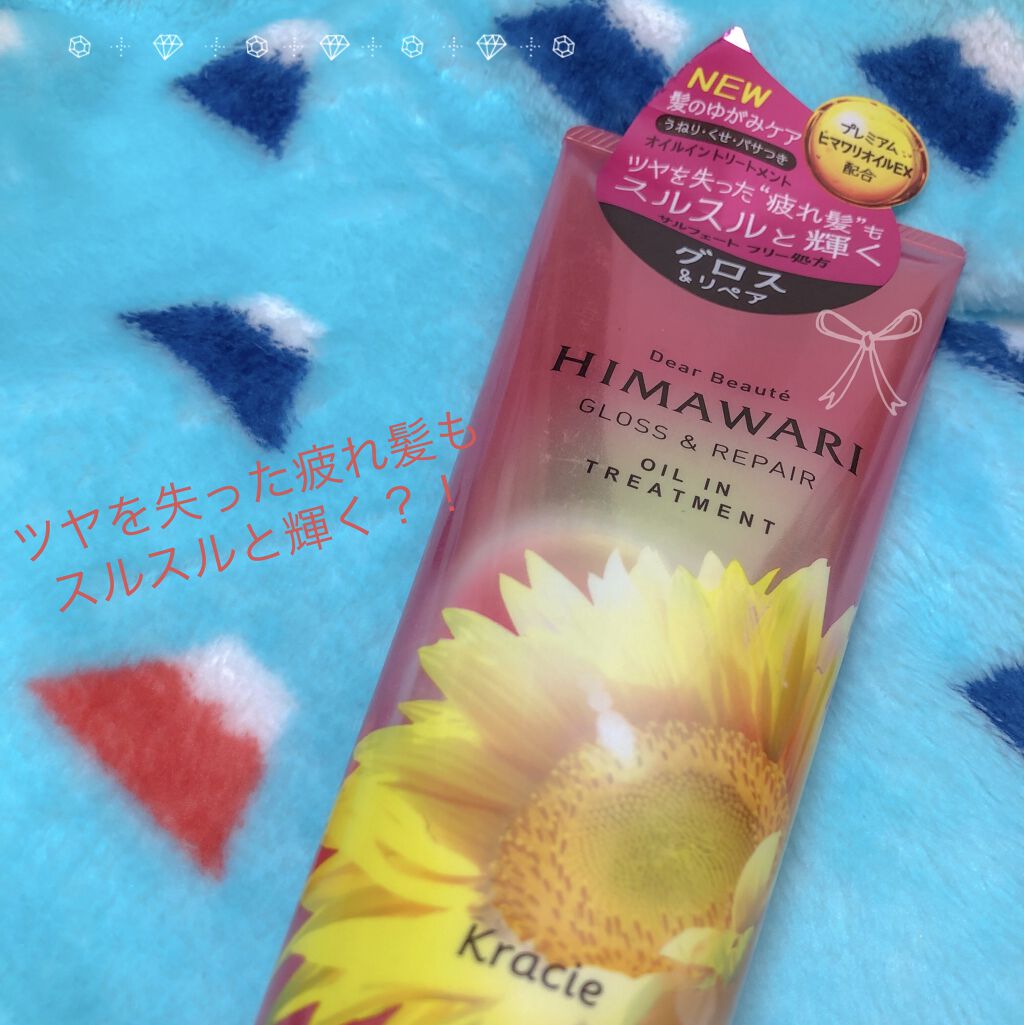 NEW
髪のゆがみケア
うねり・くせ・パサつき
オイルイントリートメント
ツヤを失った“疲れ髪”も
スルスルと輝く
サルフェート フリー処方
グロス
&リペア
プレミアム
ヒマワリオイルEX
配合
Dear Beauté
HIMAWARI
GLOSS & REPAIR
OIL IN
TREATMENT
Kracie
ツヤを失った疲れ髪も
スルスルと輝く？！